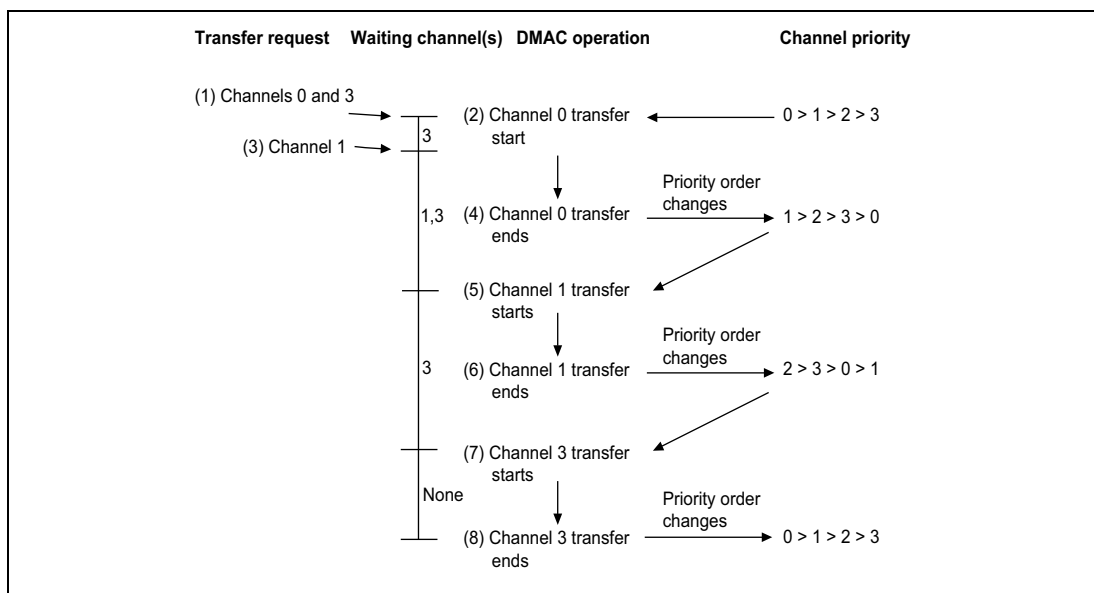 Transfer request Waiting channel(s) DMAC operation Channel priority
(1) Channels 0 and 3
(2) Channel 0 transfer
start
0 > 1 > 2 > 3
3
(3) Channel 1
Priority order
changes
1,3
(4) Channel 0 transfer
ends
1 > 2 > 3 > 0
(5) Channel 1 transfer
starts
Priority order
changes
3
(6) Channel 1 transfer
ends
2 > 3 > 0 > 1
(7) Channel 3 transfer
starts
None
Priority order
changes
(8) Channel 3 transfer
ends
0 > 1 > 2 > 3